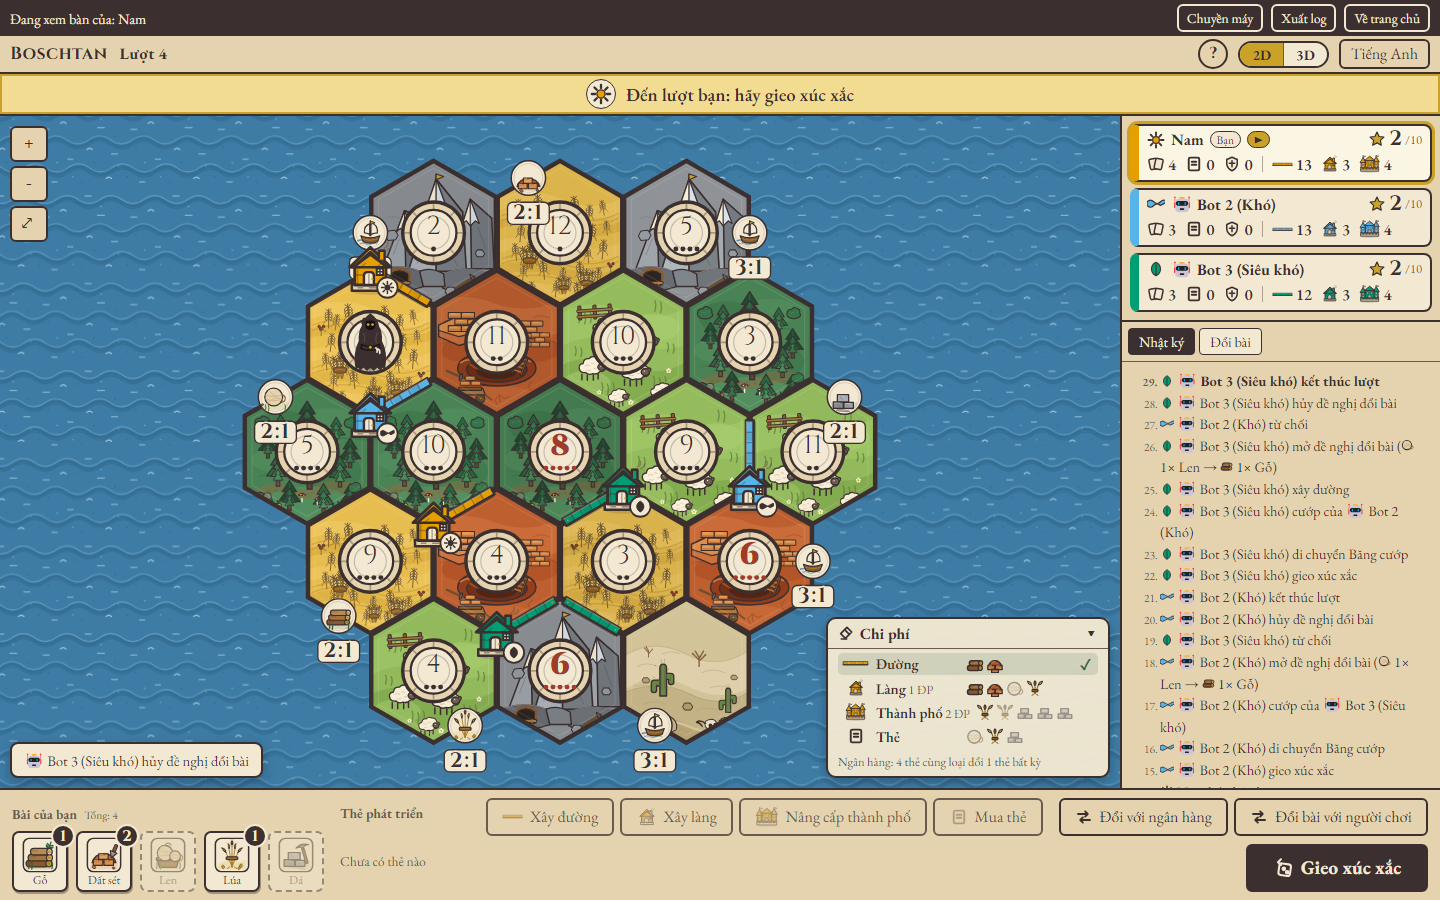 Đang xem bàn của: Nam
Chuyền máy
Xuất log
Về trang chủ
BOSCHTAN Lượt 4
?
2D
3D
Tiếng Anh
Đến lượt bạn: hãy gieo xúc xắc
+
-
Nam Bạn 2 /10
4 0 0 13 3 4
Bot 2 (Khó) 2 /10
3 0 0 13 3 4
Bot 3 (Siêu khó) 2 /10
3 0 0 12 3 4
Nhật ký
Đổi bài
29. Bot 3 (Siêu khó) kết thúc lượt
28. Bot 3 (Siêu khó) hủy đề nghị đổi bài
27. Bot 2 (Khó) từ chối
26. Bot 3 (Siêu khó) mở đề nghị đổi bài (
1× Len → 1× Gỗ)
25. Bot 3 (Siêu khó) xây đường
24. Bot 3 (Siêu khó) cướp của Bot 2
(Khó)
23. Bot 3 (Siêu khó) di chuyển Băng cướp
22. Bot 3 (Siêu khó) gieo xúc xắc
21. Bot 2 (Khó) kết thúc lượt
20. Bot 2 (Khó) hủy đề nghị đổi bài
19. Bot 3 (Siêu khó) từ chối
18. Bot 2 (Khó) mở đề nghị đổi bài ( 1×
Len → 1× Gỗ)
17. Bot 2 (Khó) cướp của Bot 3 (Siêu
khó)
16. Bot 2 (Khó) di chuyển Băng cướp
15. Bot 2 (Khó) gieo xúc xắc
2:1
2 12 5
3:1
11 10 3
2:1
5 10 8 9 11
2:1
9 4 3 6
3:1
2:1
4 6
2:1
3:1
Chi phí
Đường
Làng 1 ĐP
Thành phố 2 ĐP
Thẻ
Ngân hàng: 4 thẻ cùng loại đổi 1 thẻ bất kỳ
Bot 3 (Siêu khó) hủy đề nghị đổi bài
Bài của bạn Tổng: 4
1
Gỗ
2
Đất sét
Len
1
Lúa
Đá
Thẻ phát triển
Chưa có thẻ nào
Xây đường
Xây làng
Nâng cấp thành phố
Mua thẻ
Đổi với ngân hàng
Đổi bài với người chơi
Gieo xúc xắc